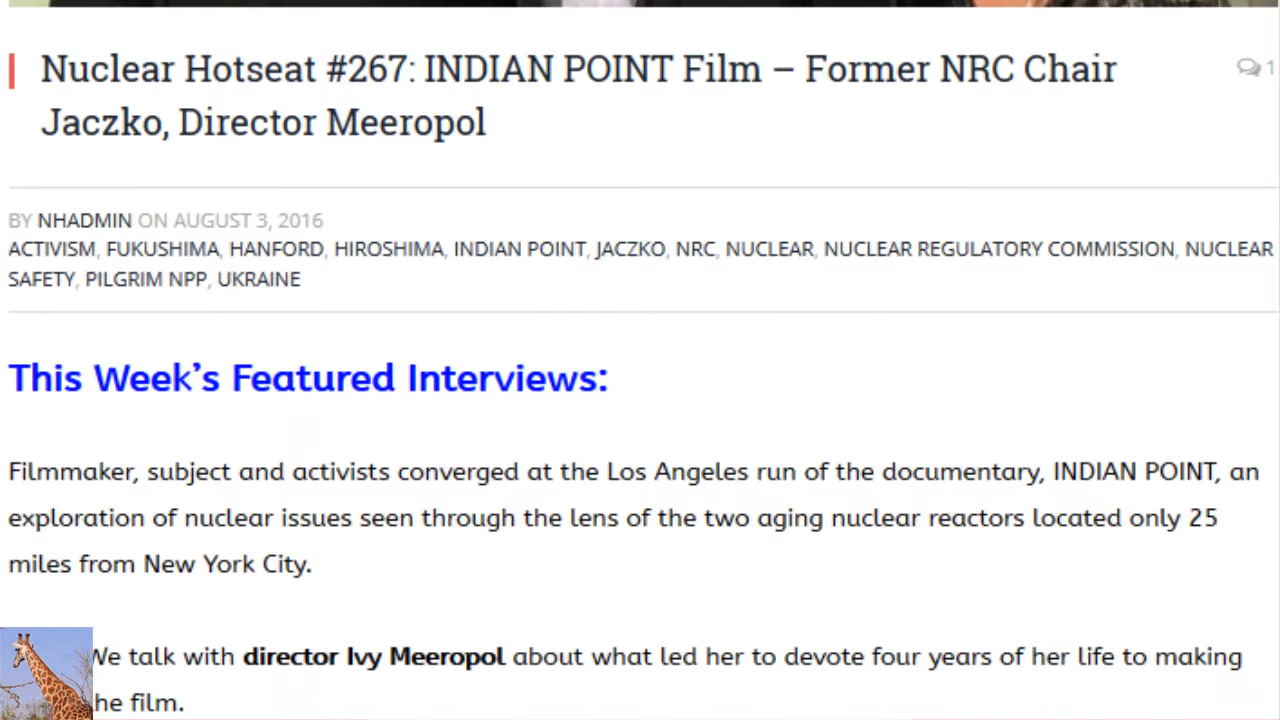 Nuclear Hotseat #267: INDIAN POINT Film – Former NRC Chair
Jaczko, Director Meeropol
1
BY NHADMIN ON AUGUST 3, 2016
ACTIVISM, FUKUSHIMA, HANFORD, HIROSHIMA, INDIAN POINT, JACZKO, NRC, NUCLEAR, NUCLEAR REGULATORY COMMISSION, NUCLEAR
SAFETY, PILGRIM NPP, UKRAINE
This Week's Featured Interviews:
Filmmaker, subject and activists converged at the Los Angeles run of the documentary, INDIAN POINT, an
exploration of nuclear issues seen through the lens of the two aging nuclear reactors located only 25
miles from New York City.
We talk with director Ivy Meeropol about what led her to devote four years of her life to making
the film.